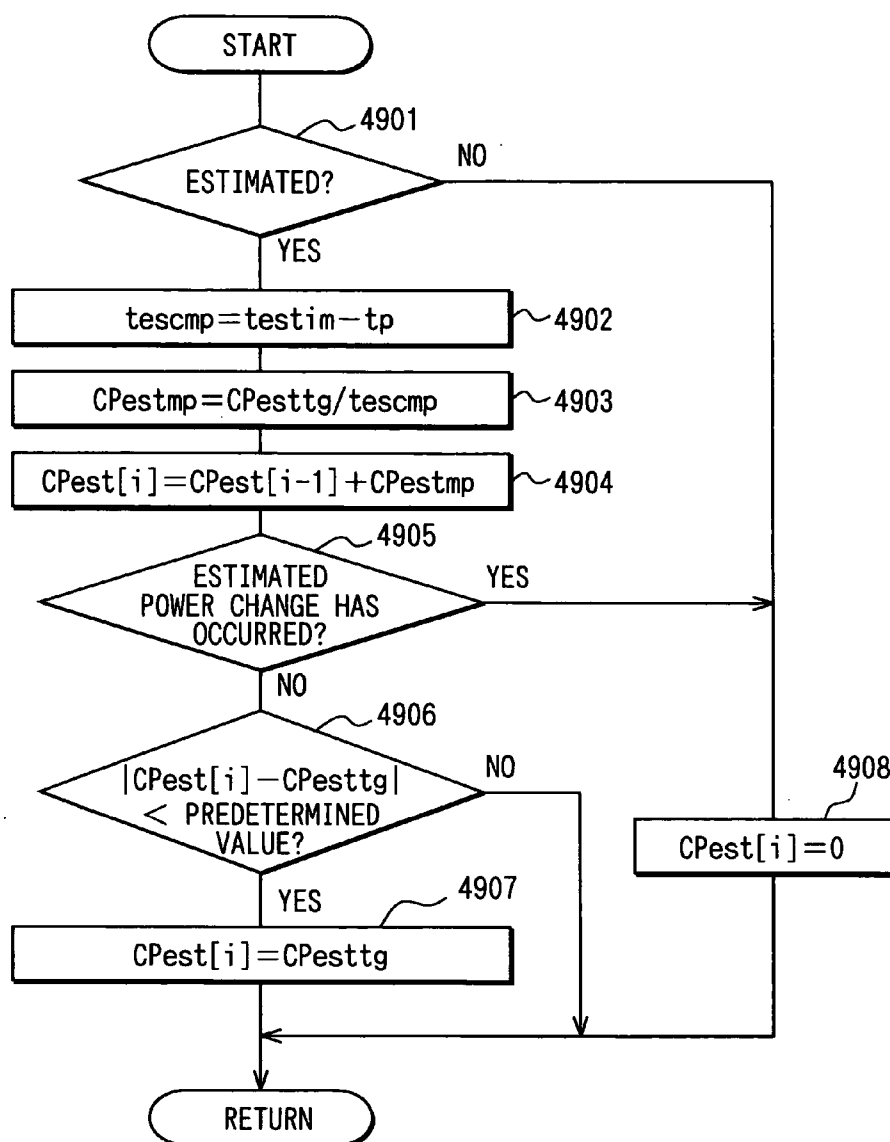 START
4901
NO
ESTIMATED?
YES
tescmp=testim−tp
4902
CPestmp=CPesttg/tescmp
4903
CPest[i]=CPest[i-1]+CPestmp
4904
4905
ESTIMATED
POWER CHANGE HAS
OCCURRED?
YES
NO
4906
|CPest[i]−CPesttg|
< PREDETERMINED
VALUE?
NO
4908
CPest[i]=0
YES
4907
CPest[i]=CPesttg
RETURN